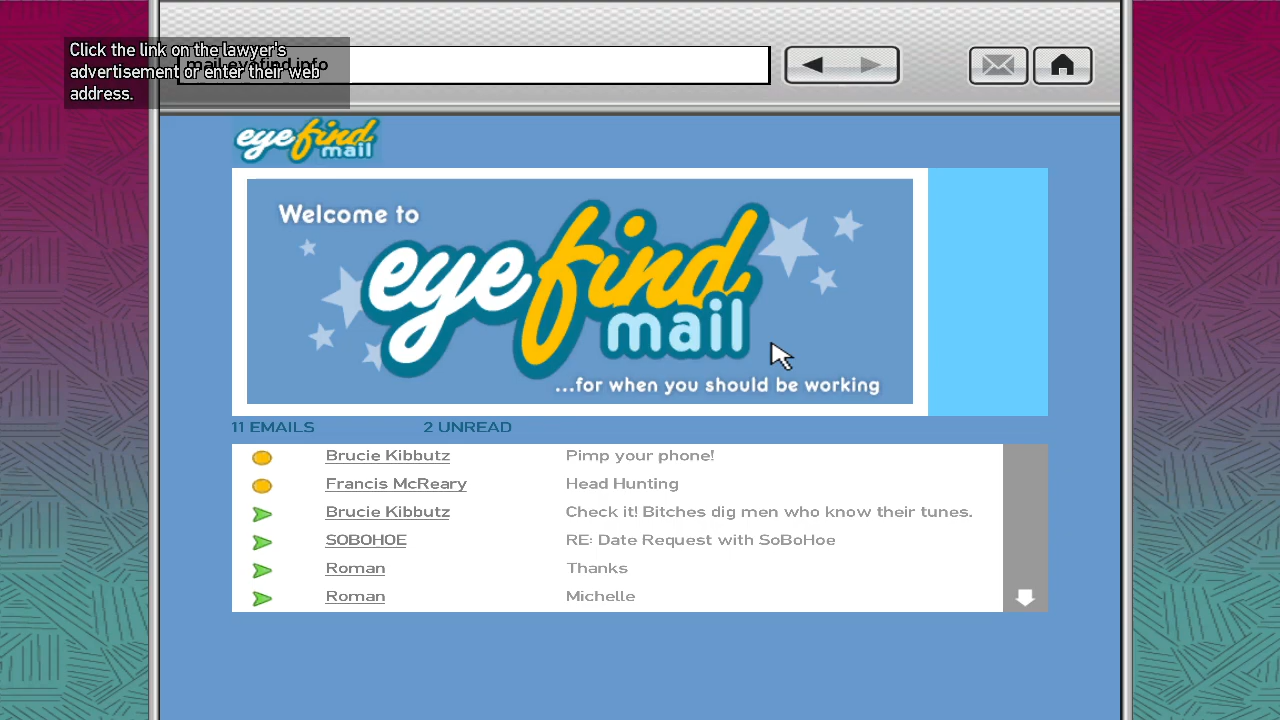 Click the link on the lawyer's
advertisement or enter their web
address.
mail.eyefind.info
eyefind mail
Welcome to
eyefind
mail
...for when you should be working
11 EMAILS 2 UNREAD
Brucie Kibbutz Pimp your phone!
Francis McReary Head Hunting
Brucie Kibbutz Check it! Bitches dig men who know their tunes.
SOBOHOE RE: Date Request with SoBoHoe
Roman Thanks
Roman Michelle